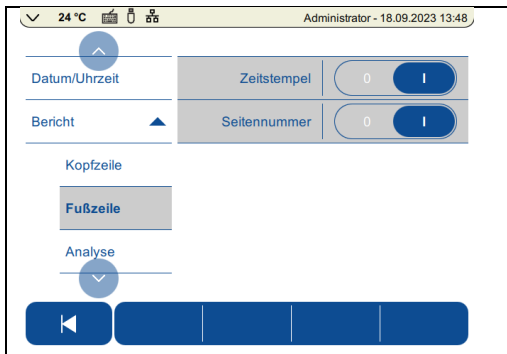 24 °C Administrator - 18.09.2023 13:48
Datum/Uhrzeit Zeitstempel 0 I
Bericht Seitennummer 0 I
Kopfzeile
Fußzeile
Analyse